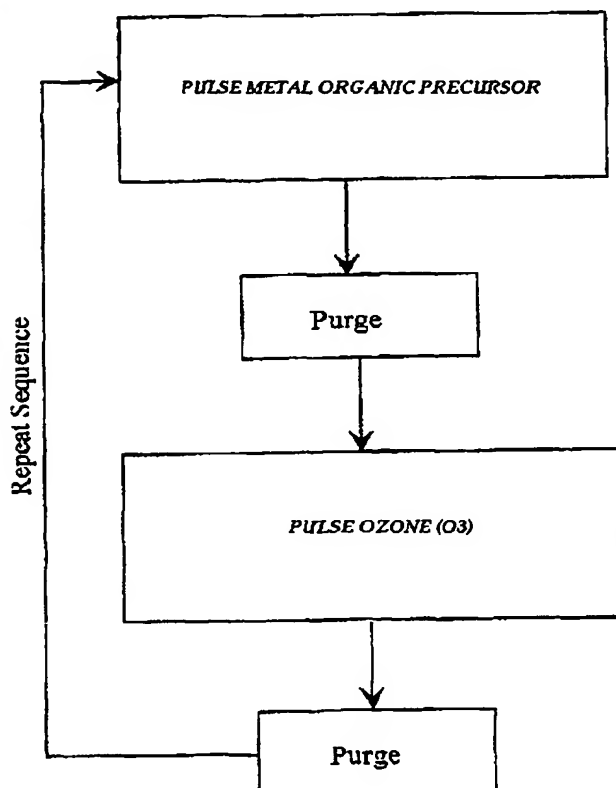 PULSE METAL ORGANIC PRECURSOR
Purge
Repeat Sequence
PULSE OZONE (O3)
Purge